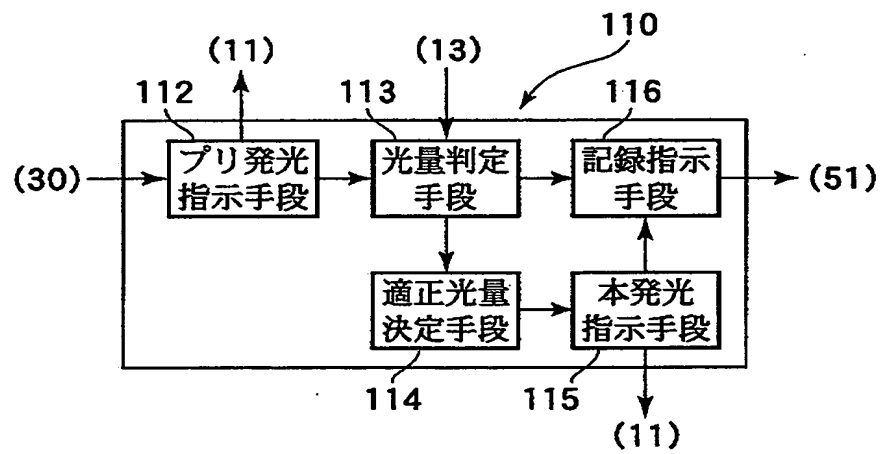 110
(11)
(13)
112
113
116
(30)
プリ発光
指示手段
光量判定
手段
記録指示
手段
(51)
適正光量
決定手段
本発光
指示手段
114
115
(11)